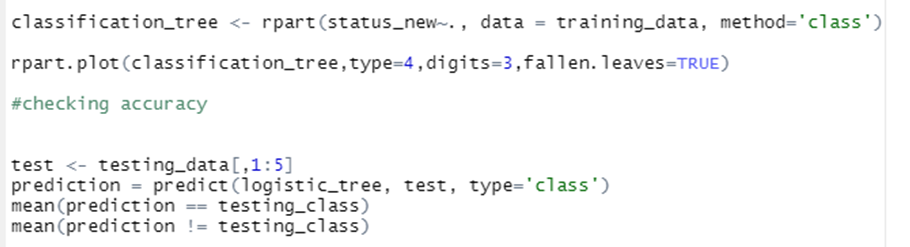 classification_tree <- rpart(status_new~., data = training_data, method='class')
rpart.plot(classification_tree,type=4,digits=3,fallen.leaves=TRUE)
#checking accuracy
test <- testing_data[,1:5]
prediction = predict(logistic_tree, test, type='class')
mean(prediction == testing_class)
mean(prediction != testing_class)